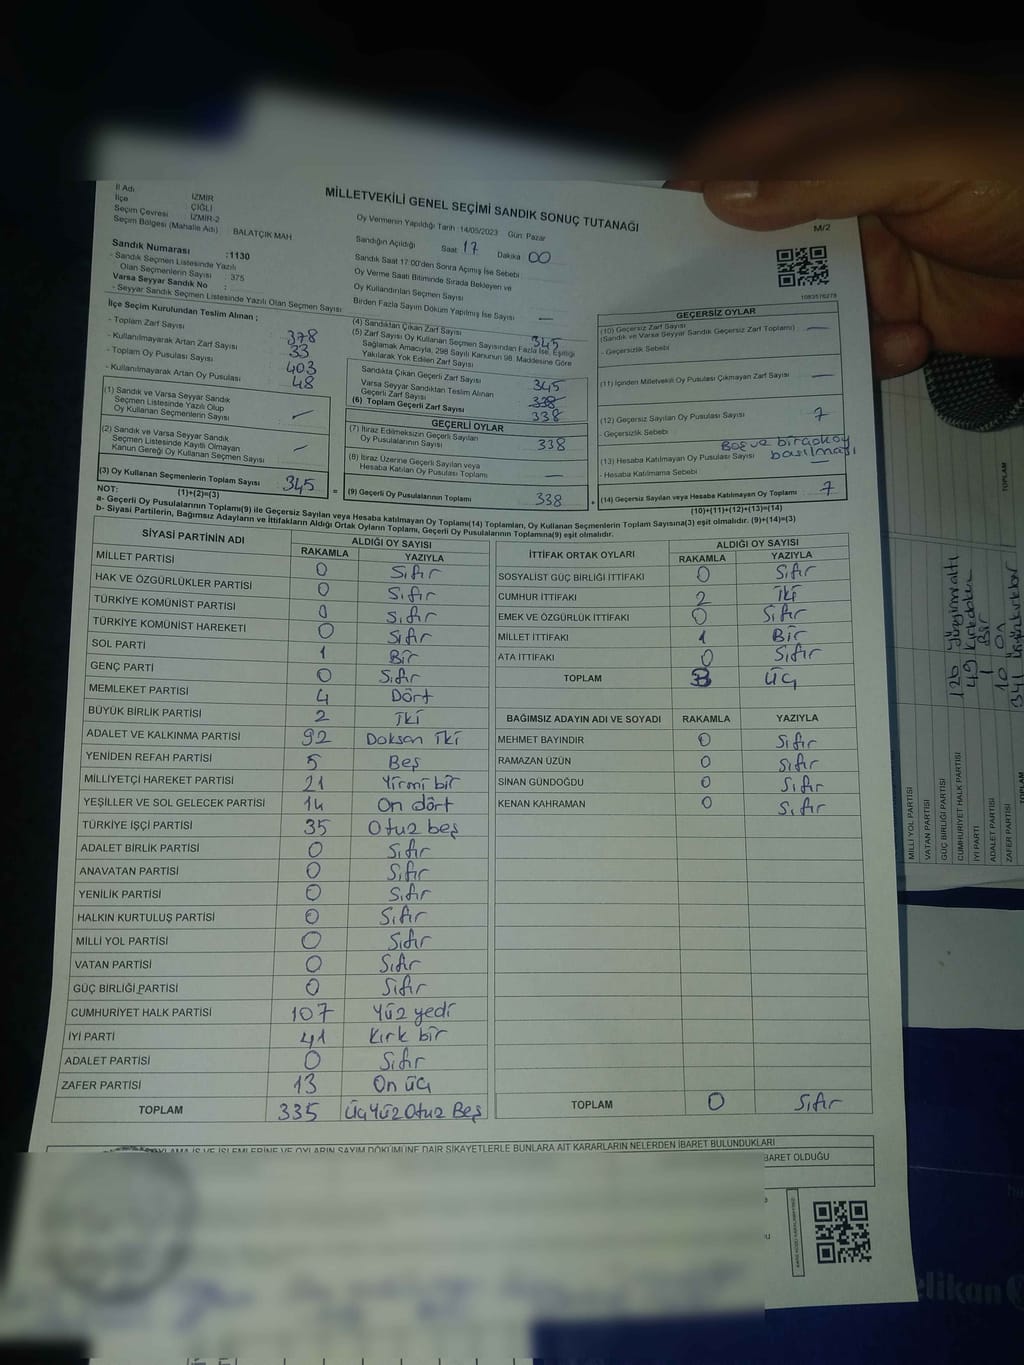 İl Adı : İZMİR
İlçe : ÇİĞLİ
Seçim Çevresi : İZMİR-2
Seçim Bölgesi (Mahalle Adı) : BALATÇIK MAH
MİLLETVEKİLİ GENEL SEÇİMİ SANDIK SONUÇ TUTANAĞI
M/2
Oy Vermenin Yapıldığı Tarih :14/05/2023 Gün: Pazar
Sandığın Açıldığı Saat 17 Dakika 00
Sandık Saat 17:00'den Sonra Açılmış İse Sebebi
Oy Verme Saati Bitiminde Sırada Bekleyen ve
Oy Kullandırılan Seçmen Sayısı
Birden Fazla Sayım Döküm Yapılmış İse Sayısı —
1083576278
Sandık Numarası :1130
- Sandık Seçmen Listesinde Yazılı
Olan Seçmenlerin Sayısı : 375
Varsa Seyyar Sandık No :
- Seyyar Sandık Seçmen Listesinde Yazılı Olan Seçmen Sayısı
İlçe Seçim Kurulundan Teslim Alınan ;
- Toplam Zarf Sayısı 378
- Kullanılmayarak Artan Zarf Sayısı 33
- Toplam Oy Pusulası Sayısı 403
- Kullanılmayarak Artan Oy Pusulası 48
(1) Sandık ve Varsa Seyyar Sandık
Seçmen Listesinde Yazılı Olup
Oy Kullanan Seçmenlerin Sayısı —
(2) Sandık ve Varsa Seyyar Sandık
Seçmen Listesinde Kayıtlı Olmayan
Kanun Gereği Oy Kullanan Seçmen Sayısı —
(3) Oy Kullanan Seçmenlerin Toplam Sayısı 345
(1)+(2)=(3)
(4) Sandıktan Çıkan Zarf Sayısı 345
(5) Zarf Sayısı Oy Kullanan Seçmen Sayısından Fazla İse, Eşitliği
Sağlamak Amacıyla, 298 Sayılı Kanunun 98. Maddesine Göre
Yakılarak Yok Edilen Zarf Sayısı
Sandıkta Çıkan Geçerli Zarf Sayısı 345
Varsa Seyyar Sandıktan Teslim Alınan
Geçerli Zarf Sayısı 338
(6) Toplam Geçerli Zarf Sayısı 338
GEÇERLİ OYLAR
(7) İtiraz Edilmeksizin Geçerli Sayılan
Oy Pusulalarının Sayısı 338
(8) İtiraz Üzerine Geçerli Sayılan veya
Hesaba Katılan Oy Pusulası Toplamı —
= (9) Geçerli Oy Pusulalarının Toplamı 338
GEÇERSİZ OYLAR
(10) Geçersiz Zarf Sayısı
(Sandık ve Varsa Seyyar Sandık Geçersiz Zarf Toplamı) —
- Geçersizlik Sebebi
(11) İçinden Milletvekili Oy Pusulası Çıkmayan Zarf Sayısı —
(12) Geçersiz Sayılan Oy Pusulası Sayısı 7
- Geçersizlik Sebebi Boş ve birçok oy
basılması
(13) Hesaba Katılmayan Oy Pusulası Sayısı —
- Hesaba Katılmama Sebebi
+ (14) Geçersiz Sayılan veya Hesaba Katılmayan Oy Toplamı 7
(10)+(11)+(12)+(13)=(14)
NOT:
a- Geçerli Oy Pusulalarının Toplamı(9) ile Geçersiz Sayılan veya Hesaba katılmayan Oy Toplamı(14) Toplamları, Oy Kullanan Seçmenlerin Toplam Sayısına(3) eşit olmalıdır. (9)+(14)=(3)
b- Siyasi Partilerin, Bağımsız Adayların ve İttifakların Aldığı Ortak Oyların Toplamı, Geçerli Oy Pusulalarının Toplamına(9) eşit olmalıdır.
SİYASİ PARTİNİN ADI ALDIĞI OY SAYISI
RAKAMLA YAZIYLA
MİLLET PARTİSİ 0 Sıfır
HAK VE ÖZGÜRLÜKLER PARTİSİ 0 Sıfır
TÜRKİYE KOMÜNİST PARTİSİ 0 Sıfır
TÜRKİYE KOMÜNİST HAREKETİ 0 Sıfır
SOL PARTİ 1 Bir
GENÇ PARTİ 0 Sıfır
MEMLEKET PARTİSİ 4 Dört
BÜYÜK BİRLİK PARTİSİ 2 İki
ADALET VE KALKINMA PARTİSİ 92 Doksan İki
YENİDEN REFAH PARTİSİ 5 Beş
MİLLİYETÇİ HAREKET PARTİSİ 21 Yirmi bir
YEŞİLLER VE SOL GELECEK PARTİSİ 14 On dört
TÜRKİYE İŞÇİ PARTİSİ 35 Otuz beş
ADALET BİRLİK PARTİSİ 0 Sıfır
ANAVATAN PARTİSİ 0 Sıfır
YENİLİK PARTİSİ 0 Sıfır
HALKIN KURTULUŞ PARTİSİ 0 Sıfır
MİLLİ YOL PARTİSİ 0 Sıfır
VATAN PARTİSİ 0 Sıfır
GÜÇ BİRLİĞİ PARTİSİ 0 Sıfır
CUMHURİYET HALK PARTİSİ 107 Yüz yedi
İYİ PARTİ 41 Kırk bir
ADALET PARTİSİ 0 Sıfır
ZAFER PARTİSİ 13 On üç
TOPLAM 335 Üç Yüz Otuz Beş
İTTİFAK ORTAK OYLARI ALDIĞI OY SAYISI
RAKAMLA YAZIYLA
SOSYALİST GÜÇ BİRLİĞİ İTTİFAKI 0 Sıfır
CUMHUR İTTİFAKI 2 İki
EMEK VE ÖZGÜRLÜK İTTİFAKI 0 Sıfır
MİLLET İTTİFAKI 1 Bir
ATA İTTİFAKI 0 Sıfır
TOPLAM 3 Üç
BAĞIMSIZ ADAYIN ADI VE SOYADI RAKAMLA YAZIYLA
MEHMET BAYINDIR 0 Sıfır
RAMAZAN UZUN 0 Sıfır
SİNAN GÜNDOĞDU 0 Sıfır
KENAN KAHRAMAN 0 Sıfır
TOPLAM 0 Sıfır
İŞ VE İŞLEMLERİNE VE OYLARIN SAYIM DÖKÜMÜNE DAİR ŞİKAYETLERLE BUNLARA AİT KARARLARIN NELERDEN İBARET BULUNDUKLARI
BARET OLDUĞU
MİLLİ YOL PARTİSİ
VATAN PARTİSİ
GÜÇ BİRLİĞİ PARTİSİ
CUMHURİYET HALK PARTİSİ 126 Yüzyirmialtı
İYİ PARTİ 49 Kırkdokuz
ADALET PARTİSİ 1 Bir
ZAFER PARTİSİ 10 On
TOPLAM 341
TOPLAM
elikan